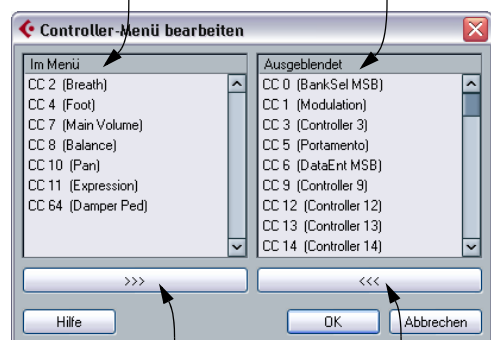 Controller-Menü bearbeiten
Im Menü
CC 2 (Breath)
CC 4 (Foot)
CC 7 (Main Volume)
CC 8 (Balance)
CC 10 (Pan)
CC 11 (Expression)
CC 64 (Damper Ped)
>>>
Ausgeblendet
CC 0 (BankSel MSB)
CC 1 (Modulation)
CC 3 (Controller 3)
CC 5 (Portamento)
CC 6 (DataEnt MSB)
CC 9 (Controller 9)
CC 12 (Controller 12)
CC 13 (Controller 13)
CC 14 (Controller 14)
<<<
Hilfe
OK
Abbrechen